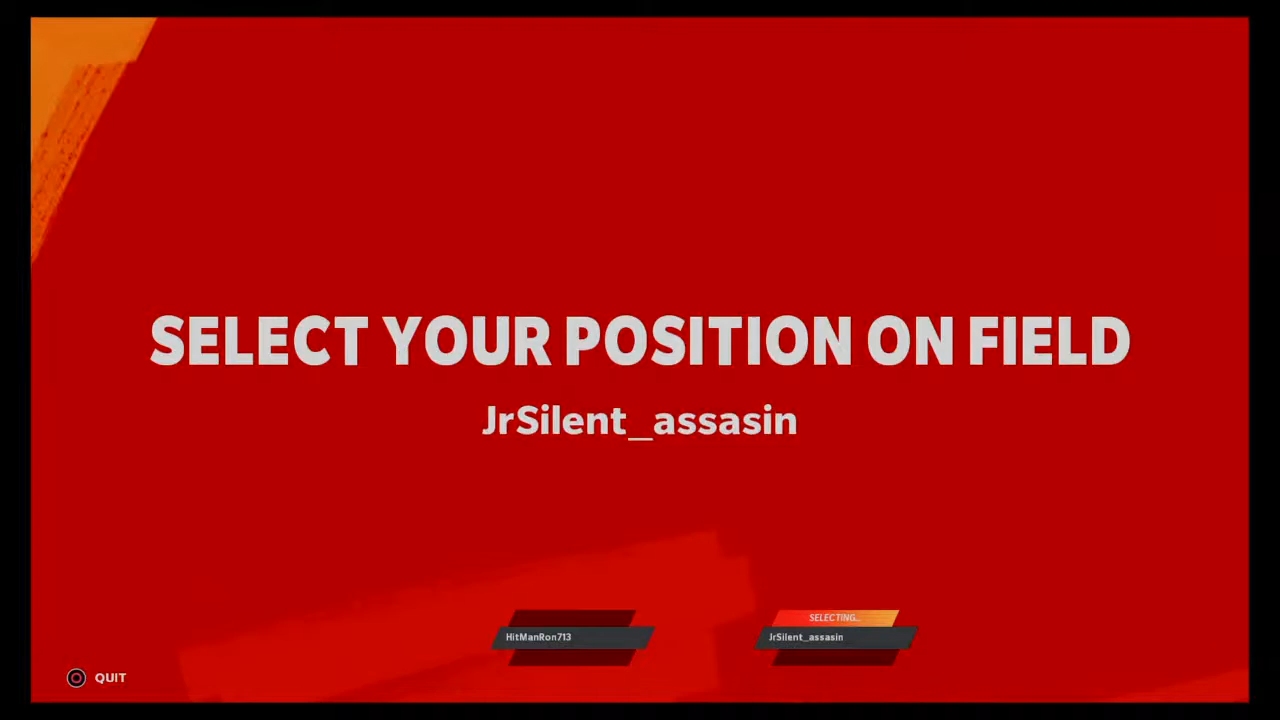 SELECT YOUR POSITION ON FIELD
JrSilent_assasin
SELECTING...
HitManRon713
JrSilent_assasin
QUIT